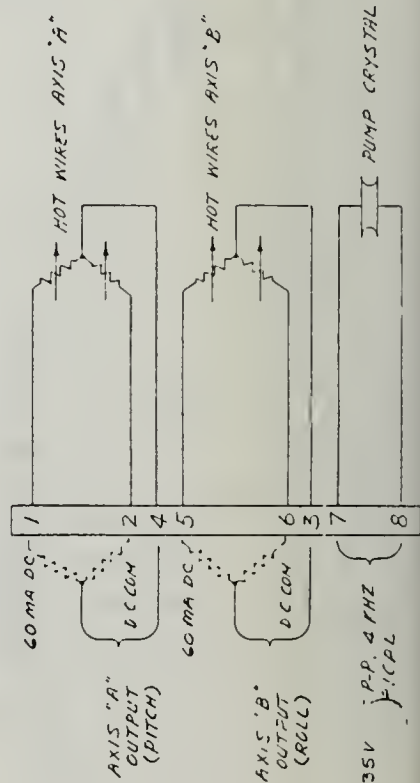 HOT WIRES AXIS "A"
HOT WIRES AXIS "B"
PUMP CRYSTAL
1
2
4
5
6
3
7
8
60 MA DC
DC COM
60 MA DC
DC COM
AXIS "A"
OUTPUT
(PITCH)
AXIS "B"
OUTPUT
(ROLL)
35V P-P. 4